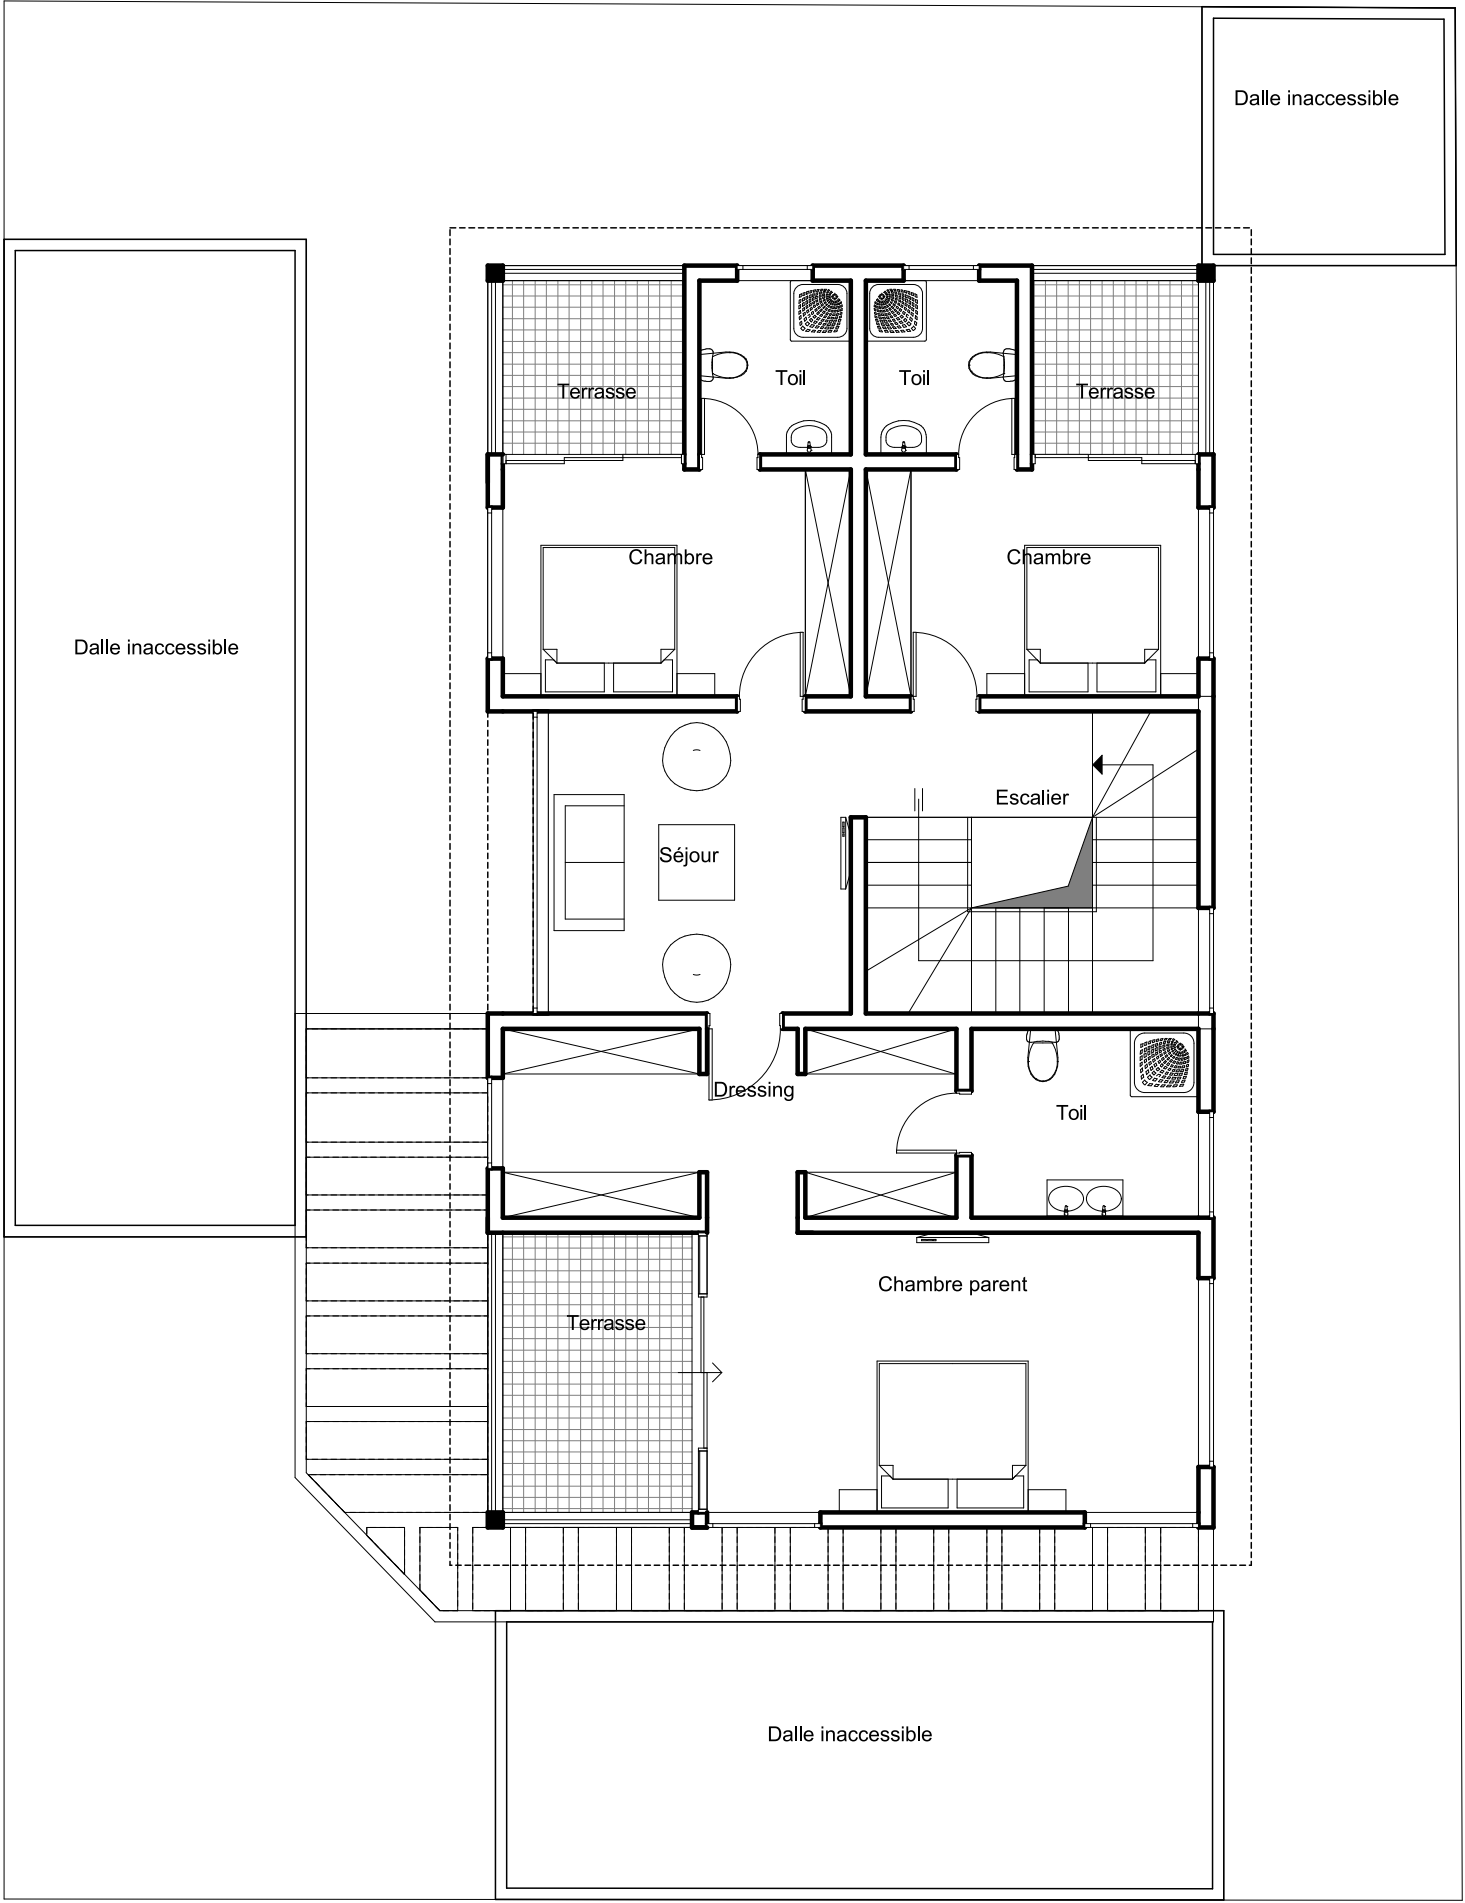 Dalle inaccessible
Toil
Toil
Terrasse
Terrasse
Chambre
Chambre
Dalle inaccessible
Escalier
Séjour
Dressing
Toil
Chambre parent
Terrasse
Dalle inaccessible